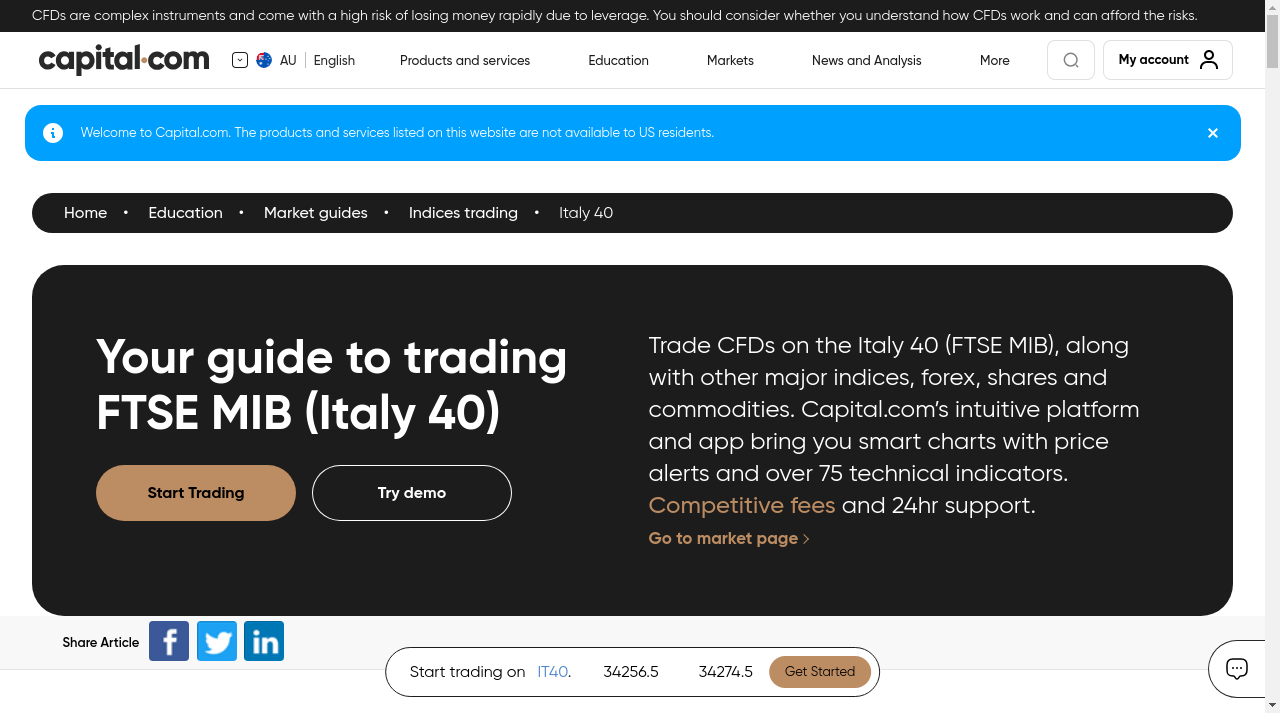 CFDs are complex instruments and come with a high risk of losing money rapidly due to leverage. You should consider whether you understand how CFDs work and can afford the risks.
capital.com AU English Products and services Education Markets News and Analysis More My account
Welcome to Capital.com. The products and services listed on this website are not available to US residents.
Home • Education • Market guides • Indices trading • Italy 40
Your guide to trading
FTSE MIB (Italy 40)
Start Trading Try demo
Trade CFDs on the Italy 40 (FTSE MIB), along
with other major indices, forex, shares and
commodities. Capital.com’s intuitive platform
and app bring you smart charts with price
alerts and over 75 technical indicators.
Competitive fees and 24hr support.
Go to market page
Share Article
Start trading on IT40. 34256.5 34274.5 Get Started